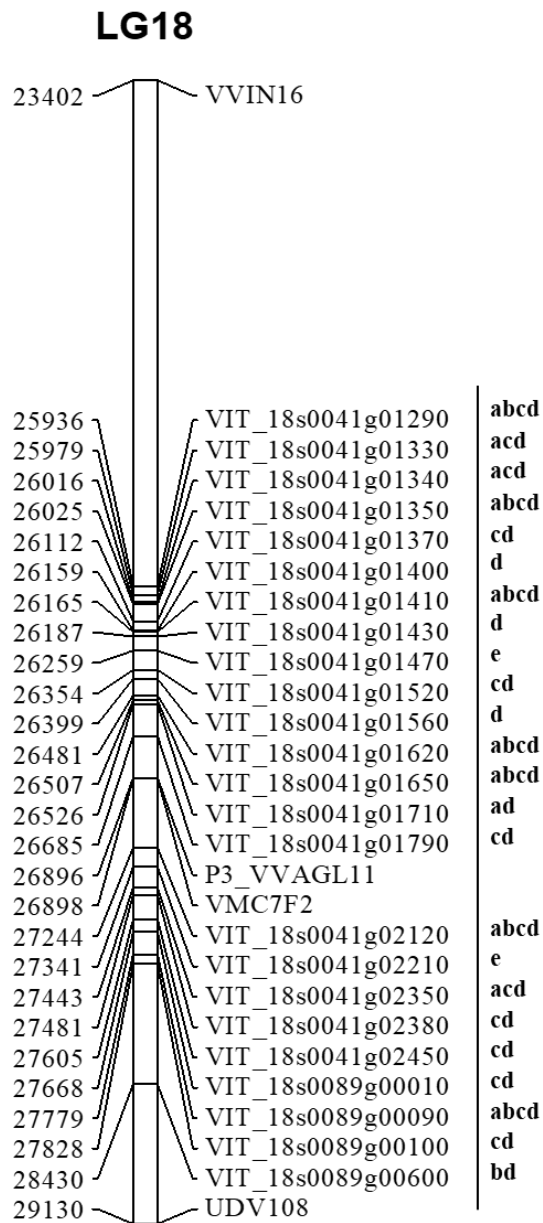 LG18
23402 VVIN16
25936 VIT_18s0041g01290 abcd
25979 VIT_18s0041g01330 acd
26016 VIT_18s0041g01340 acd
26025 VIT_18s0041g01350 abcd
26112 VIT_18s0041g01370 cd
26159 VIT_18s0041g01400 d
26165 VIT_18s0041g01410 abcd
26187 VIT_18s0041g01430 d
26259 VIT_18s0041g01470 e
26354 VIT_18s0041g01520 cd
26399 VIT_18s0041g01560 d
26481 VIT_18s0041g01620 abcd
26507 VIT_18s0041g01650 abcd
26526 VIT_18s0041g01710 ad
26685 VIT_18s0041g01790 cd
26896 P3_VVAGL11
26898 VMC7F2
27244 VIT_18s0041g02120 abcd
27341 VIT_18s0041g02210 e
27443 VIT_18s0041g02350 acd
27481 VIT_18s0041g02380 cd
27605 VIT_18s0041g02450 cd
27668 VIT_18s0089g00010 cd
27779 VIT_18s0089g00090 abcd
27828 VIT_18s0089g00100 cd
28430 VIT_18s0089g00600 bd
29130 UDV108